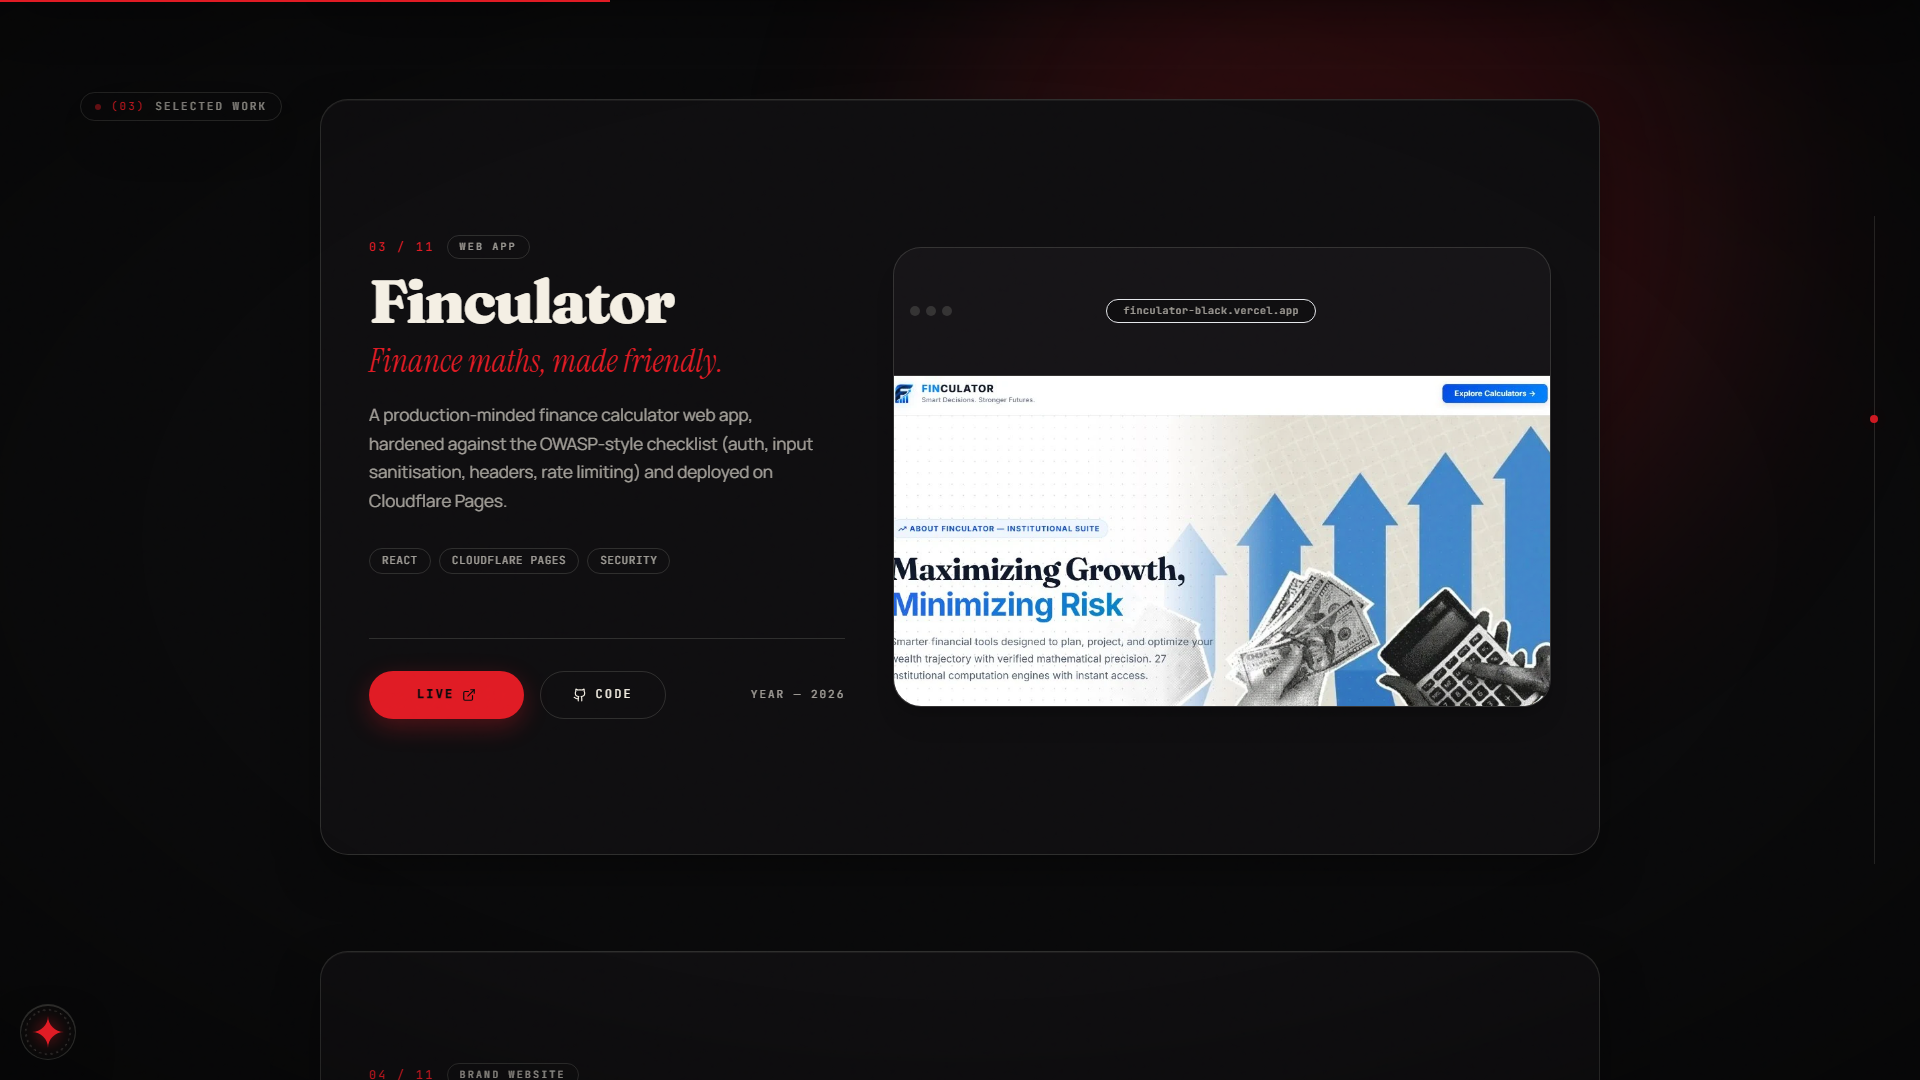 (03) SELECTED WORK
03 / 11 WEB APP
Finculator
Finance maths, made friendly.
A production-minded finance calculator web app,
hardened against the OWASP-style checklist (auth, input
sanitisation, headers, rate limiting) and deployed on
Cloudflare Pages.
REACT CLOUDFLARE PAGES SECURITY
LIVE CODE YEAR — 2026
finculator-black.vercel.app
FINCULATOR
Smart Decisions. Stronger Futures.
Explore Calculators →
ABOUT FINCULATOR — INSTITUTIONAL SUITE
Maximizing Growth,
Minimizing Risk
Smarter financial tools designed to plan, project, and optimize your
wealth trajectory with verified mathematical precision. 27
institutional computation engines with instant access.
04 / 11 BRAND WEBSITE